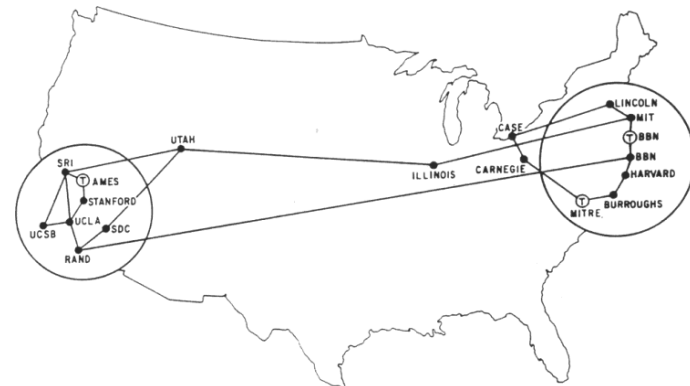 LINCOLN
MIT
CASE
T
BBN
UTAH
BBN
SRI
ILLINOIS
CARNEGIE
HARVARD
T
AMES
STANFORD
T
BURROUGHS
MITRE
UCLA
UCSB
SDC
RAND